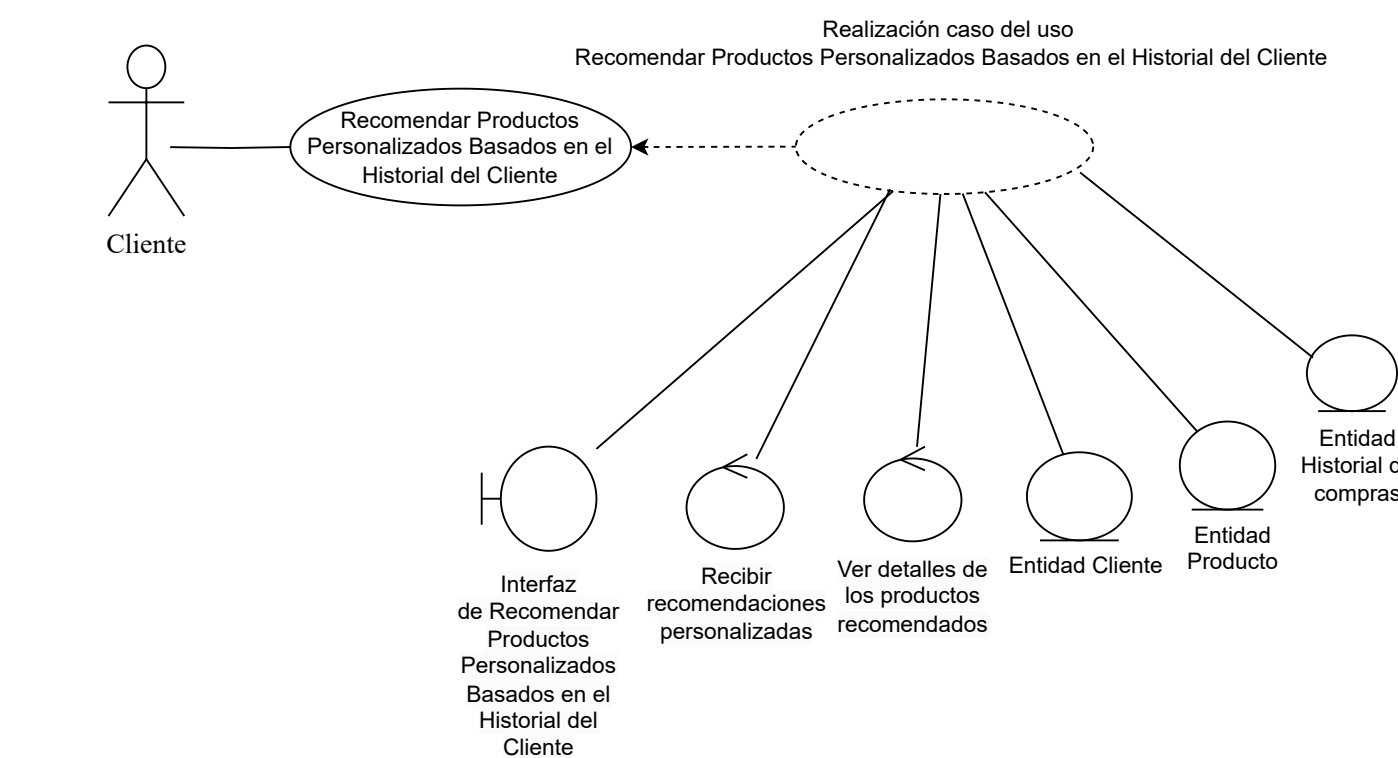 Realización caso del uso
Recomendar Productos Personalizados Basados en el Historial del Cliente
Recomendar Productos
Personalizados Basados en el
Historial del Cliente
Cliente
Interfaz
de Recomendar
Productos
Personalizados
Basados en el
Historial del
Cliente
Recibir
recomendaciones
personalizadas
Ver detalles de
los productos
recomendados
Entidad Cliente
Entidad
Producto
Entidad
Historial
compras